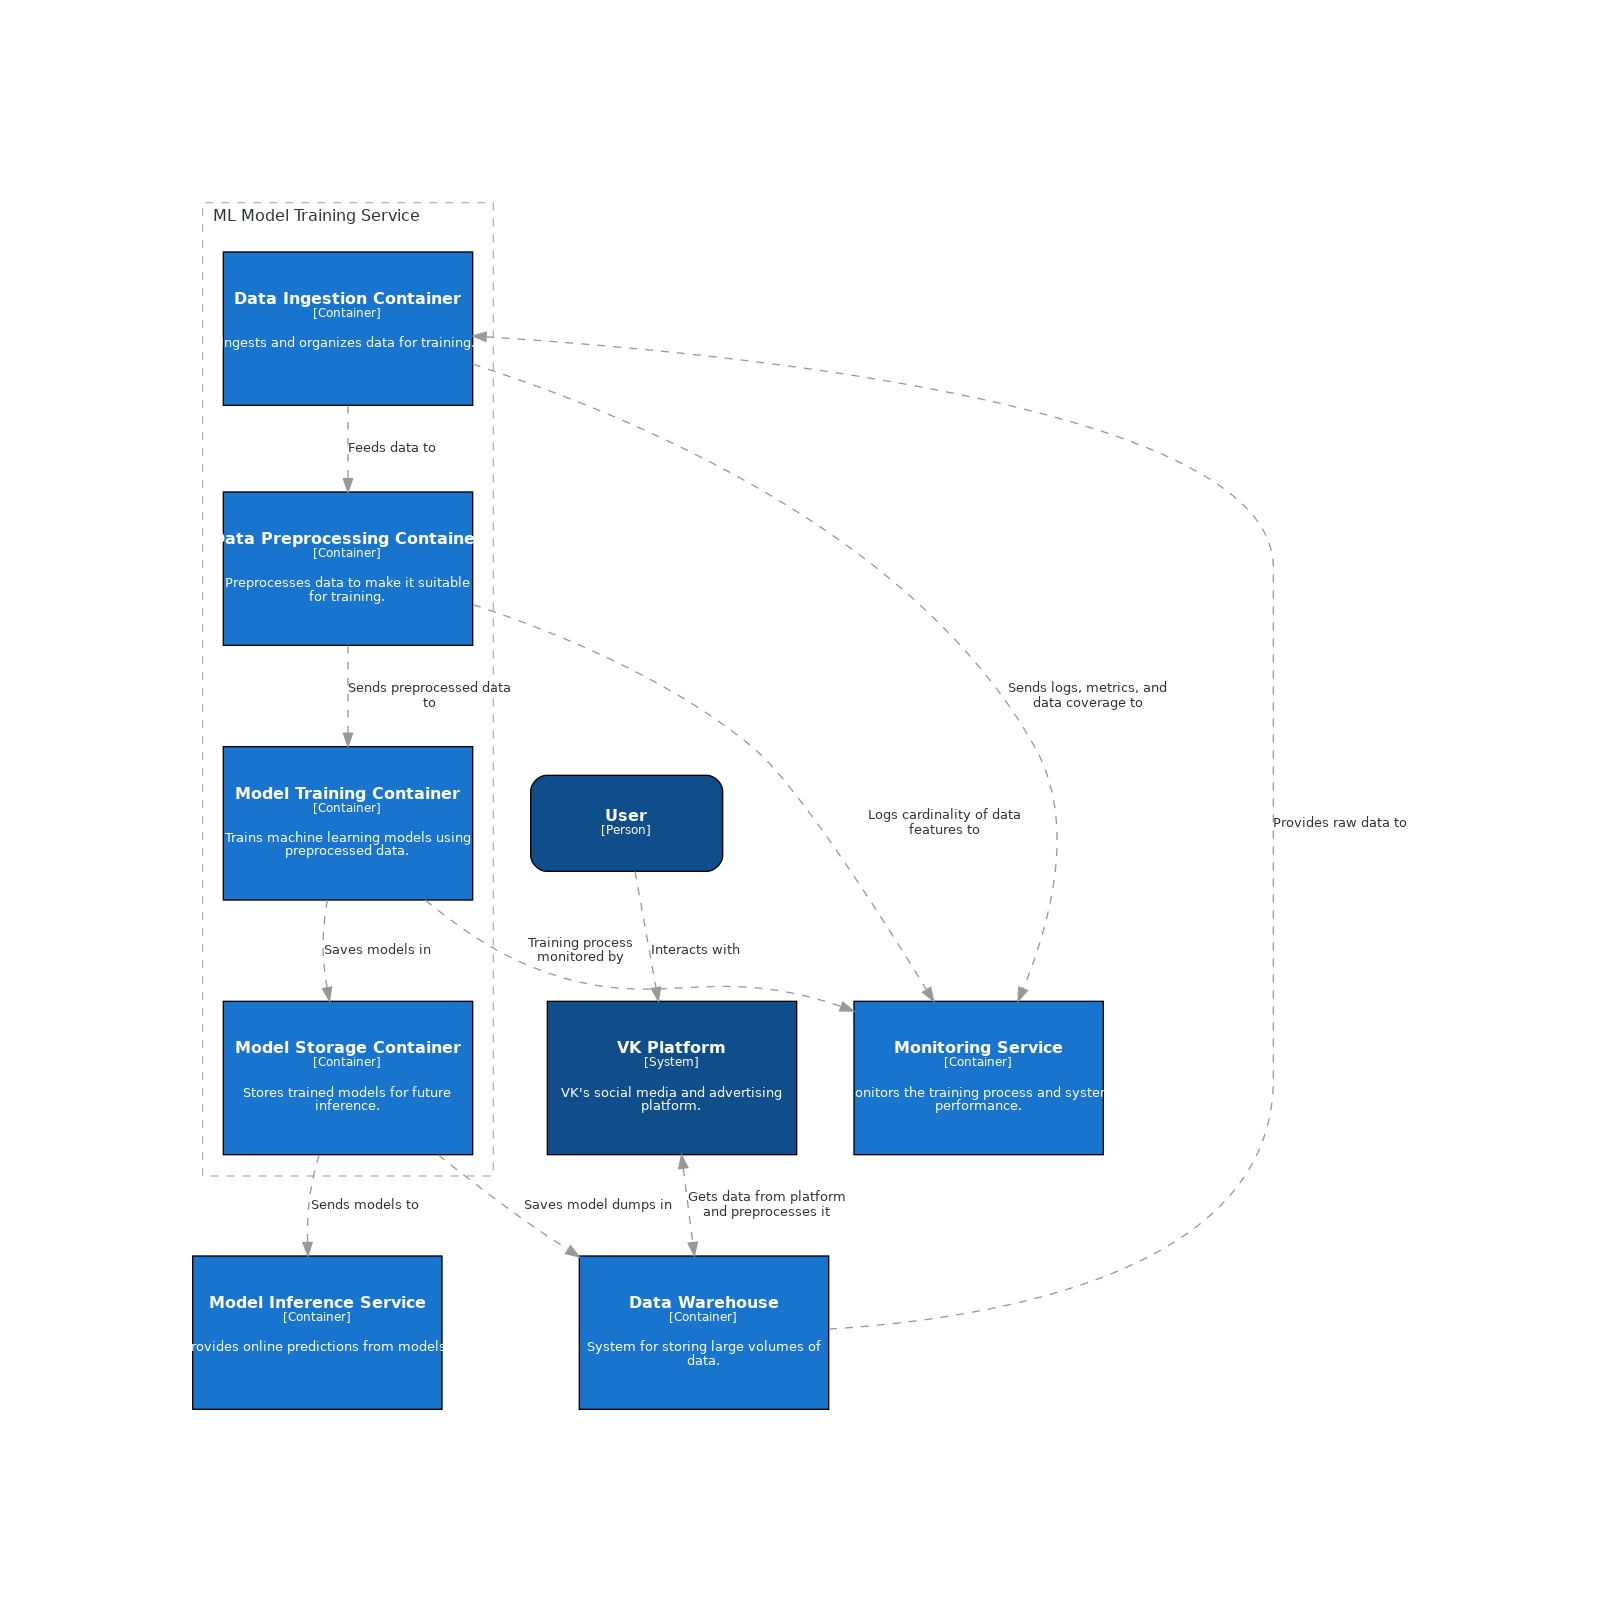 ML Model Training Service
Data Ingestion Container
[Container]
Ingests and organizes data for training.
Feeds data to
Data Preprocessing Container
[Container]
Preprocesses data to make it suitable
for training.
Sends preprocessed data
to
Sends logs, metrics, and
data coverage to
Model Training Container
[Container]
Trains machine learning models using
preprocessed data.
User
[Person]
Logs cardinality of data
features to
Provides raw data to
Saves models in
Training process
monitored by
Interacts with
Model Storage Container
[Container]
Stores trained models for future
inference.
VK Platform
[System]
VK's social media and advertising
platform.
Monitoring Service
[Container]
onitors the training process and system
performance.
Sends models to
Saves model dumps in
Gets data from platform
and preprocesses it
Model Inference Service
[Container]
rovides online predictions from models
Data Warehouse
[Container]
System for storing large volumes of
data.